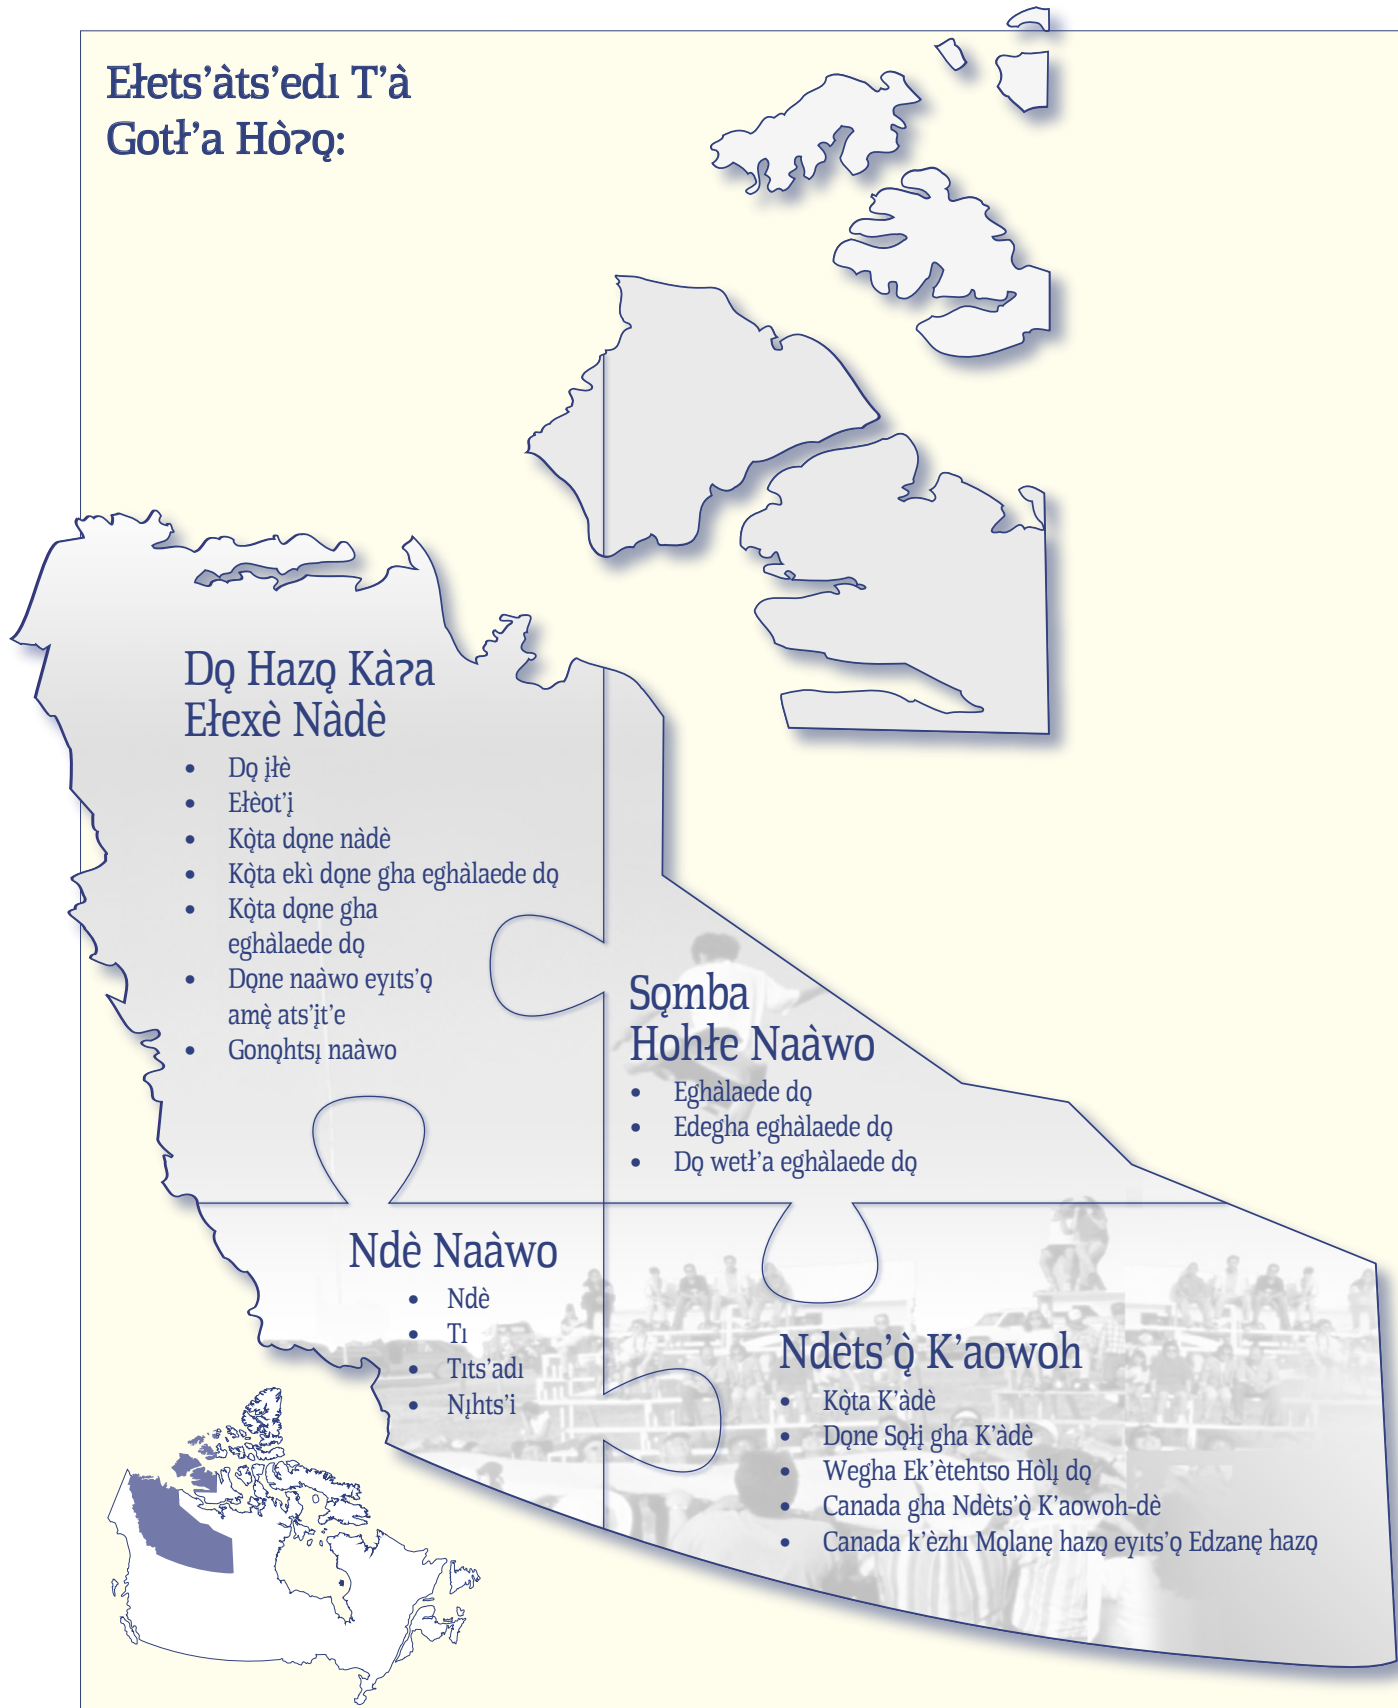 Ełets’àts’edı T’à
Gotł’a Hòɂǫ:
Dǫ Hazǫ Kàɂa
Ełexè Nàdè
• Dǫ įłè
• Ełèot’į
• Kǫ̀ta dǫne nàdè
• Kǫ̀ta ekì dǫne gha eghàlaede dǫ
• Kǫ̀ta dǫne gha
eghàlaede dǫ
• Dǫne naàwo eyıts’ǫ
amę̀ ats’įt’e
• Gonǫhtsı̨ naàwo
Sǫmba
Hohłe Naàwo
• Eghàlaede dǫ
• Edegha eghàlaede dǫ
• Dǫ wetł’a eghàlaede dǫ
Ndè Naàwo
• Ndè
• Tı
• Tıts’adı
• Nı̨hts’i
Ndèts’ǫ̀ K’aowoh
• Kǫ̀ta K’àdè
• Dǫne Sǫłį gha K’àdè
• Wegha Ek’ètehtso Hòlı̨ dǫ
• Canada gha Ndèts’ǫ̀ K’aowoh-dè
• Canada k’èzhı Mǫlanę hazǫ eyıts’ǫ Edzanę hazǫ